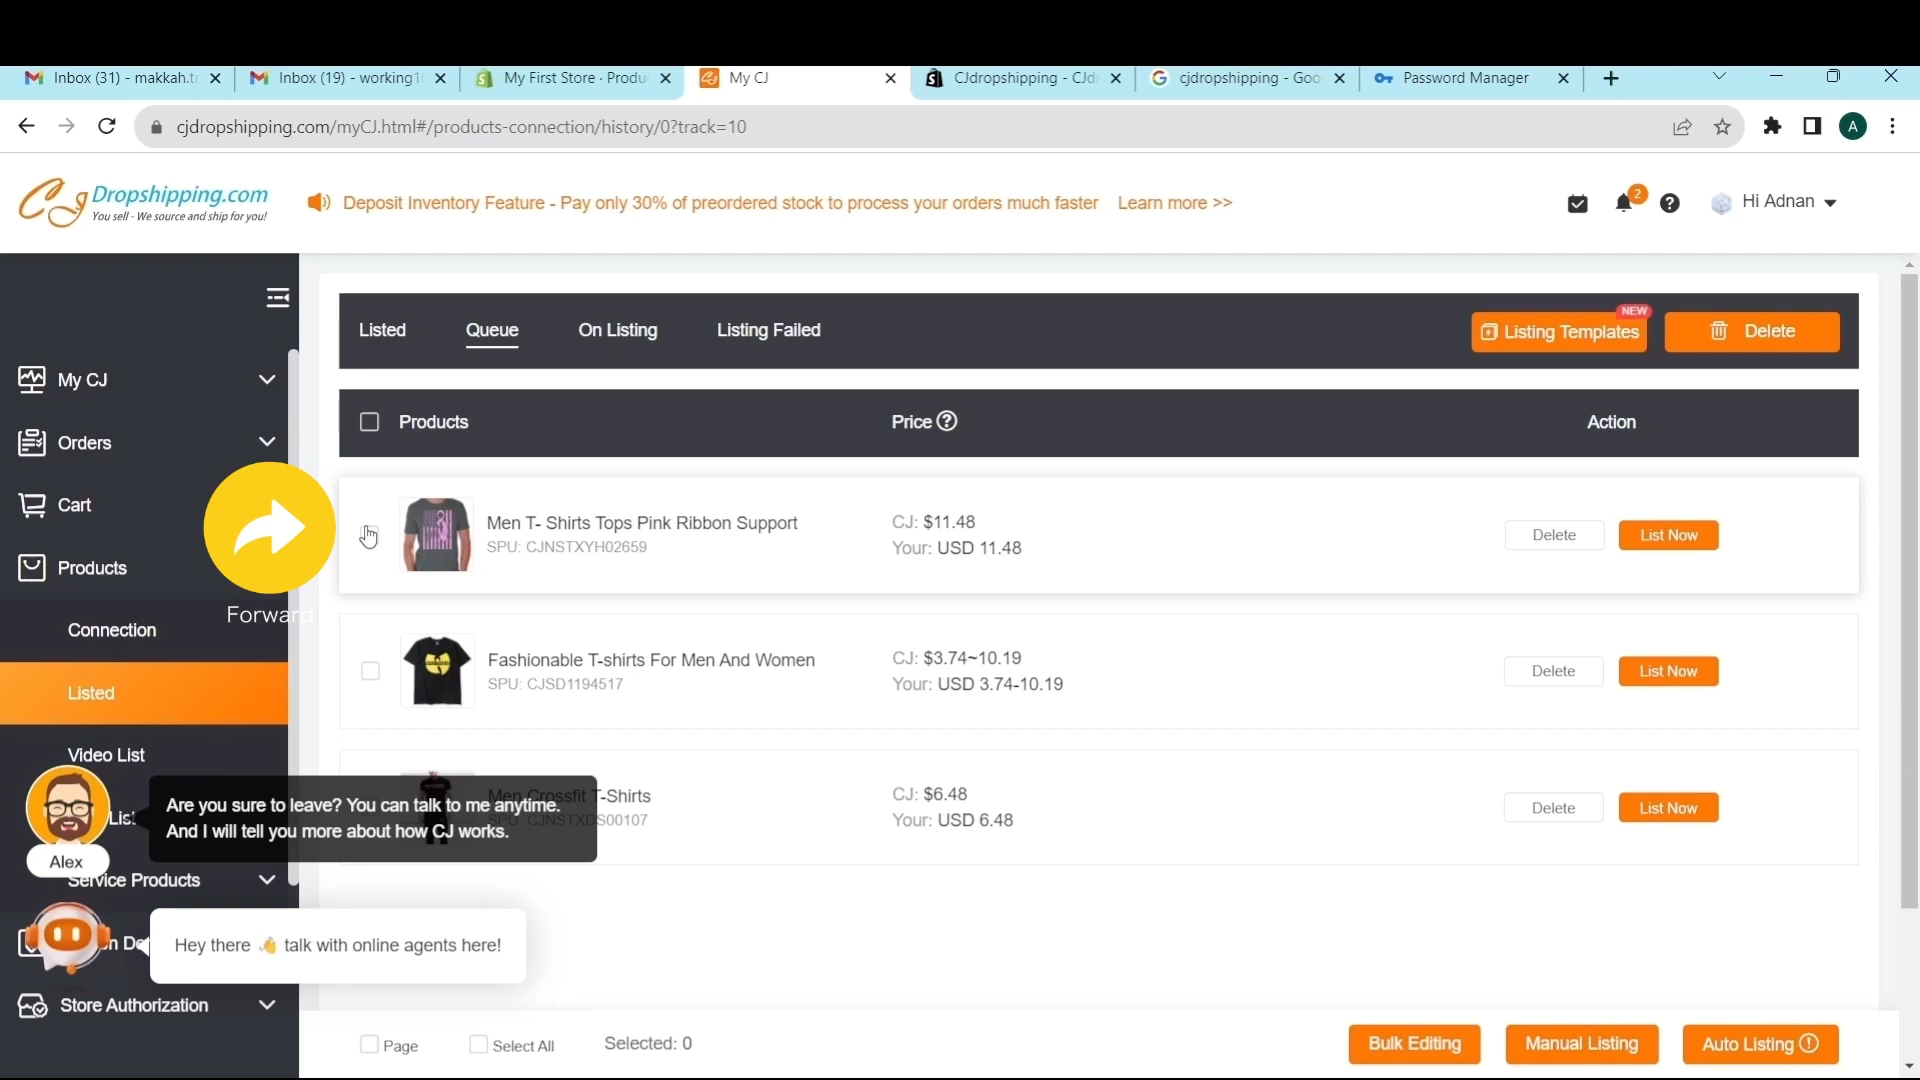 Inbox (31) - makkah.tr
Inbox (19) - working10
My First Store · Produ
My CJ
CJdropshipping - CJd
cjdropshipping - Goo
Password Manager
cjdropshipping.com/myCJ.html#/products-connection/history/0?track=10
A
CJ Dropshipping.com
You sell - We source and ship for you!
Deposit Inventory Feature - Pay only 30% of preordered stock to process your orders much faster Learn more >>
2
Hi Adnan
My CJ
Orders
Cart
Products
Connection
Listed
Video List
List
Service Products
Store Authorization
Forward
Listed
Queue
On Listing
Listing Failed
NEW
Listing Templates
Delete
Products
Price
Action
Men T- Shirts Tops Pink Ribbon Support
SPU: CJNSTXYH02659
CJ: $11.48
Your: USD 11.48
Delete
List Now
Fashionable T-shirts For Men And Women
SPU: CJSD1194517
CJ: $3.74~10.19
Your: USD 3.74-10.19
Delete
List Now
Men Crossfit T-Shirts
SPU: CJNSTXDS00107
CJ: $6.48
Your: USD 6.48
Delete
List Now
Are you sure to leave? You can talk to me anytime.
And I will tell you more about how CJ works.
Alex
Hey there 👋 talk with online agents here!
Page
Select All
Selected: 0
Bulk Editing
Manual Listing
Auto Listing